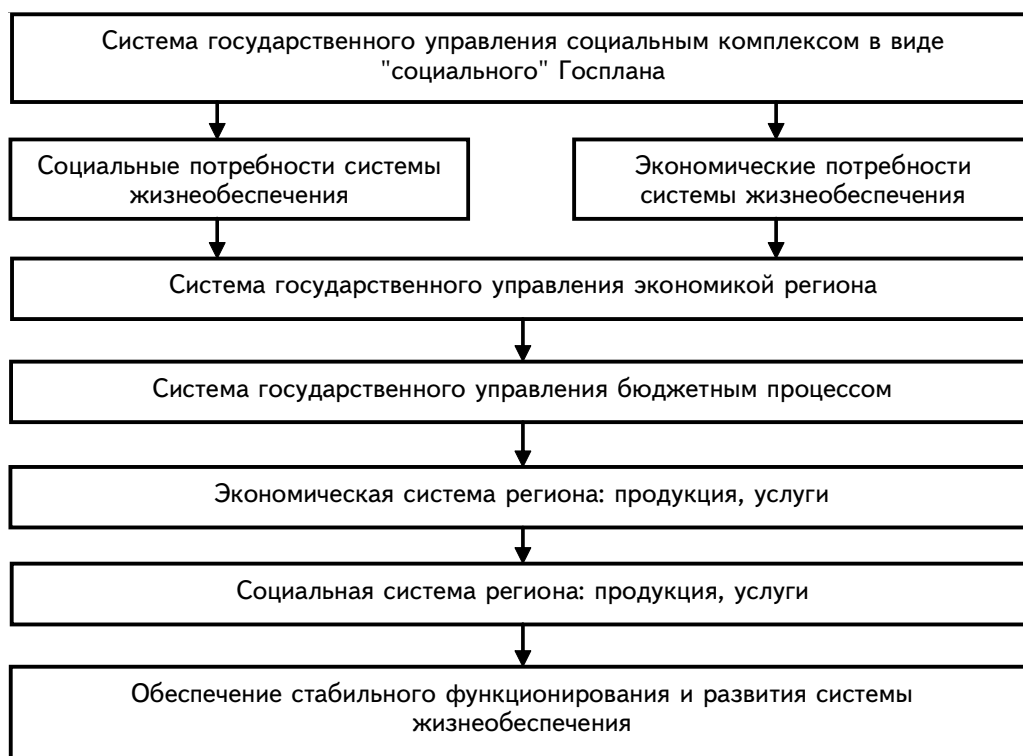 Система государственного управления социальным комплексом в виде
"социального" Госплана
Социальные потребности системы
жизнеобеспечения
Экономические потребности
системы жизнеобеспечения
Система государственного управления экономикой региона
Система государственного управления бюджетным процессом
Экономическая система региона: продукция, услуги
Социальная система региона: продукция, услуги
Обеспечение стабильного функционирования и развития системы
жизнеобеспечения